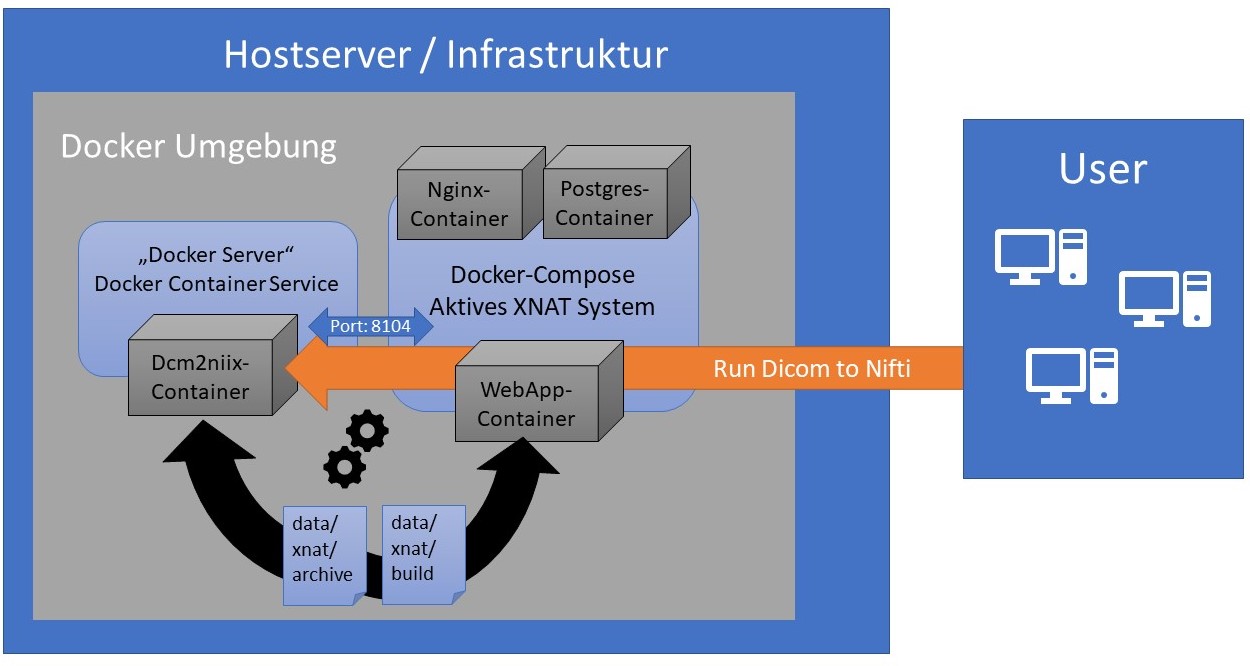 Hostserver / Infrastruktur
Docker Umgebung
Nginx-
Container
Postgres-
Container
„Docker Server“
Docker Container Service
Docker-Compose
Aktives XNAT System
Port: 8104
Dcm2niix-
Container
WebApp-
Container
Run Dicom to Nifti
data/
xnat/
archive
data/
xnat/
build
User